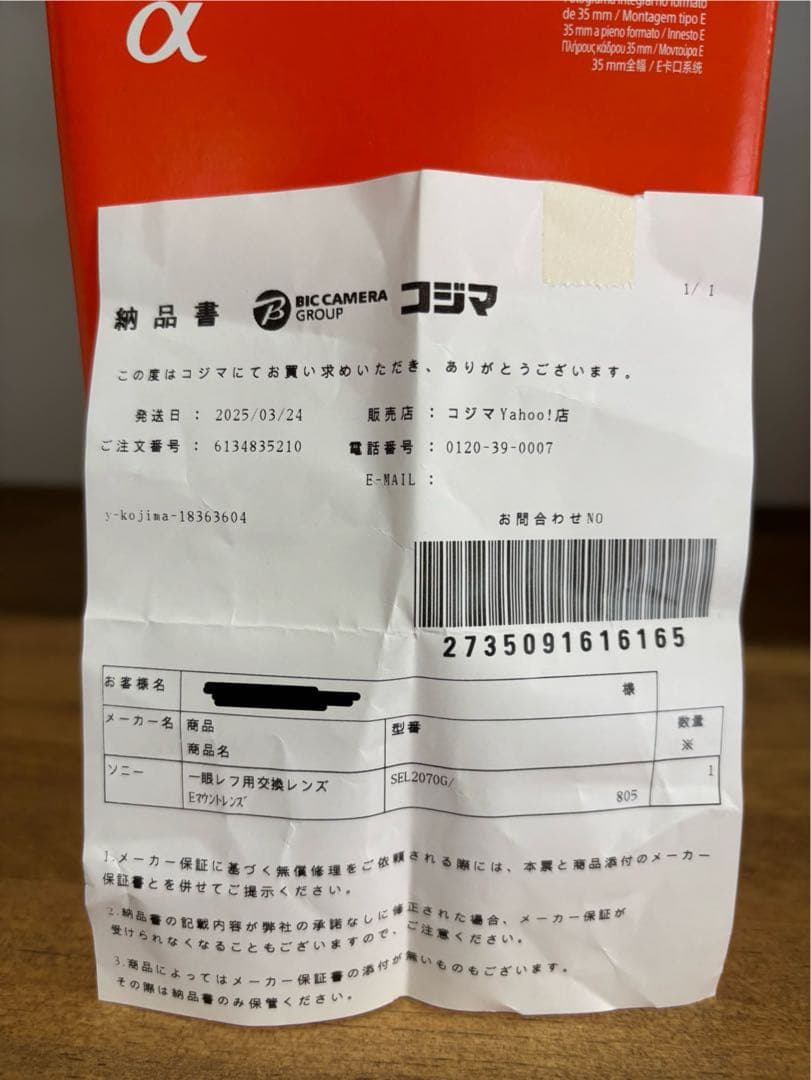 α
Fotograma integral no formato
de 35 mm / Montagem tipo E
35 mm a pieno formato / Innesto E
Πλήρους κάδρου 35 mm / Μοντούρα E
35 mm全幅 / E卡口系统
納品書 BIC CAMERA GROUP コジマ
1/ 1
この度はコジマにてお買い求めいただき、ありがとうございます。
発送日 : 2025/03/24 販売店 : コジマYahoo!店
ご注文番号 : 6134835210 電話番号 : 0120-39-0007
E-MAIL :
y-kojima-18363604 お問合わせNO
2735091616165
お客様名 様
メーカー名 商品 型番 数量
商品名 ※
ソニー 一眼レフ用交換レンズ SEL2070G/ 1
Eマウントレンズ 805
1.メーカー保証に基づく無償修理をご依頼される際には、本票と商品添付のメーカー
保証書とを併せてご提示ください。
2.納品書の記載内容が弊社の承諾なしに修正された場合、メーカー保証が
受けられなくなることもございますので、ご注意ください。
3.商品によってはメーカー保証書の添付が無いものもございます。
その際は納品書のみ保管ください。